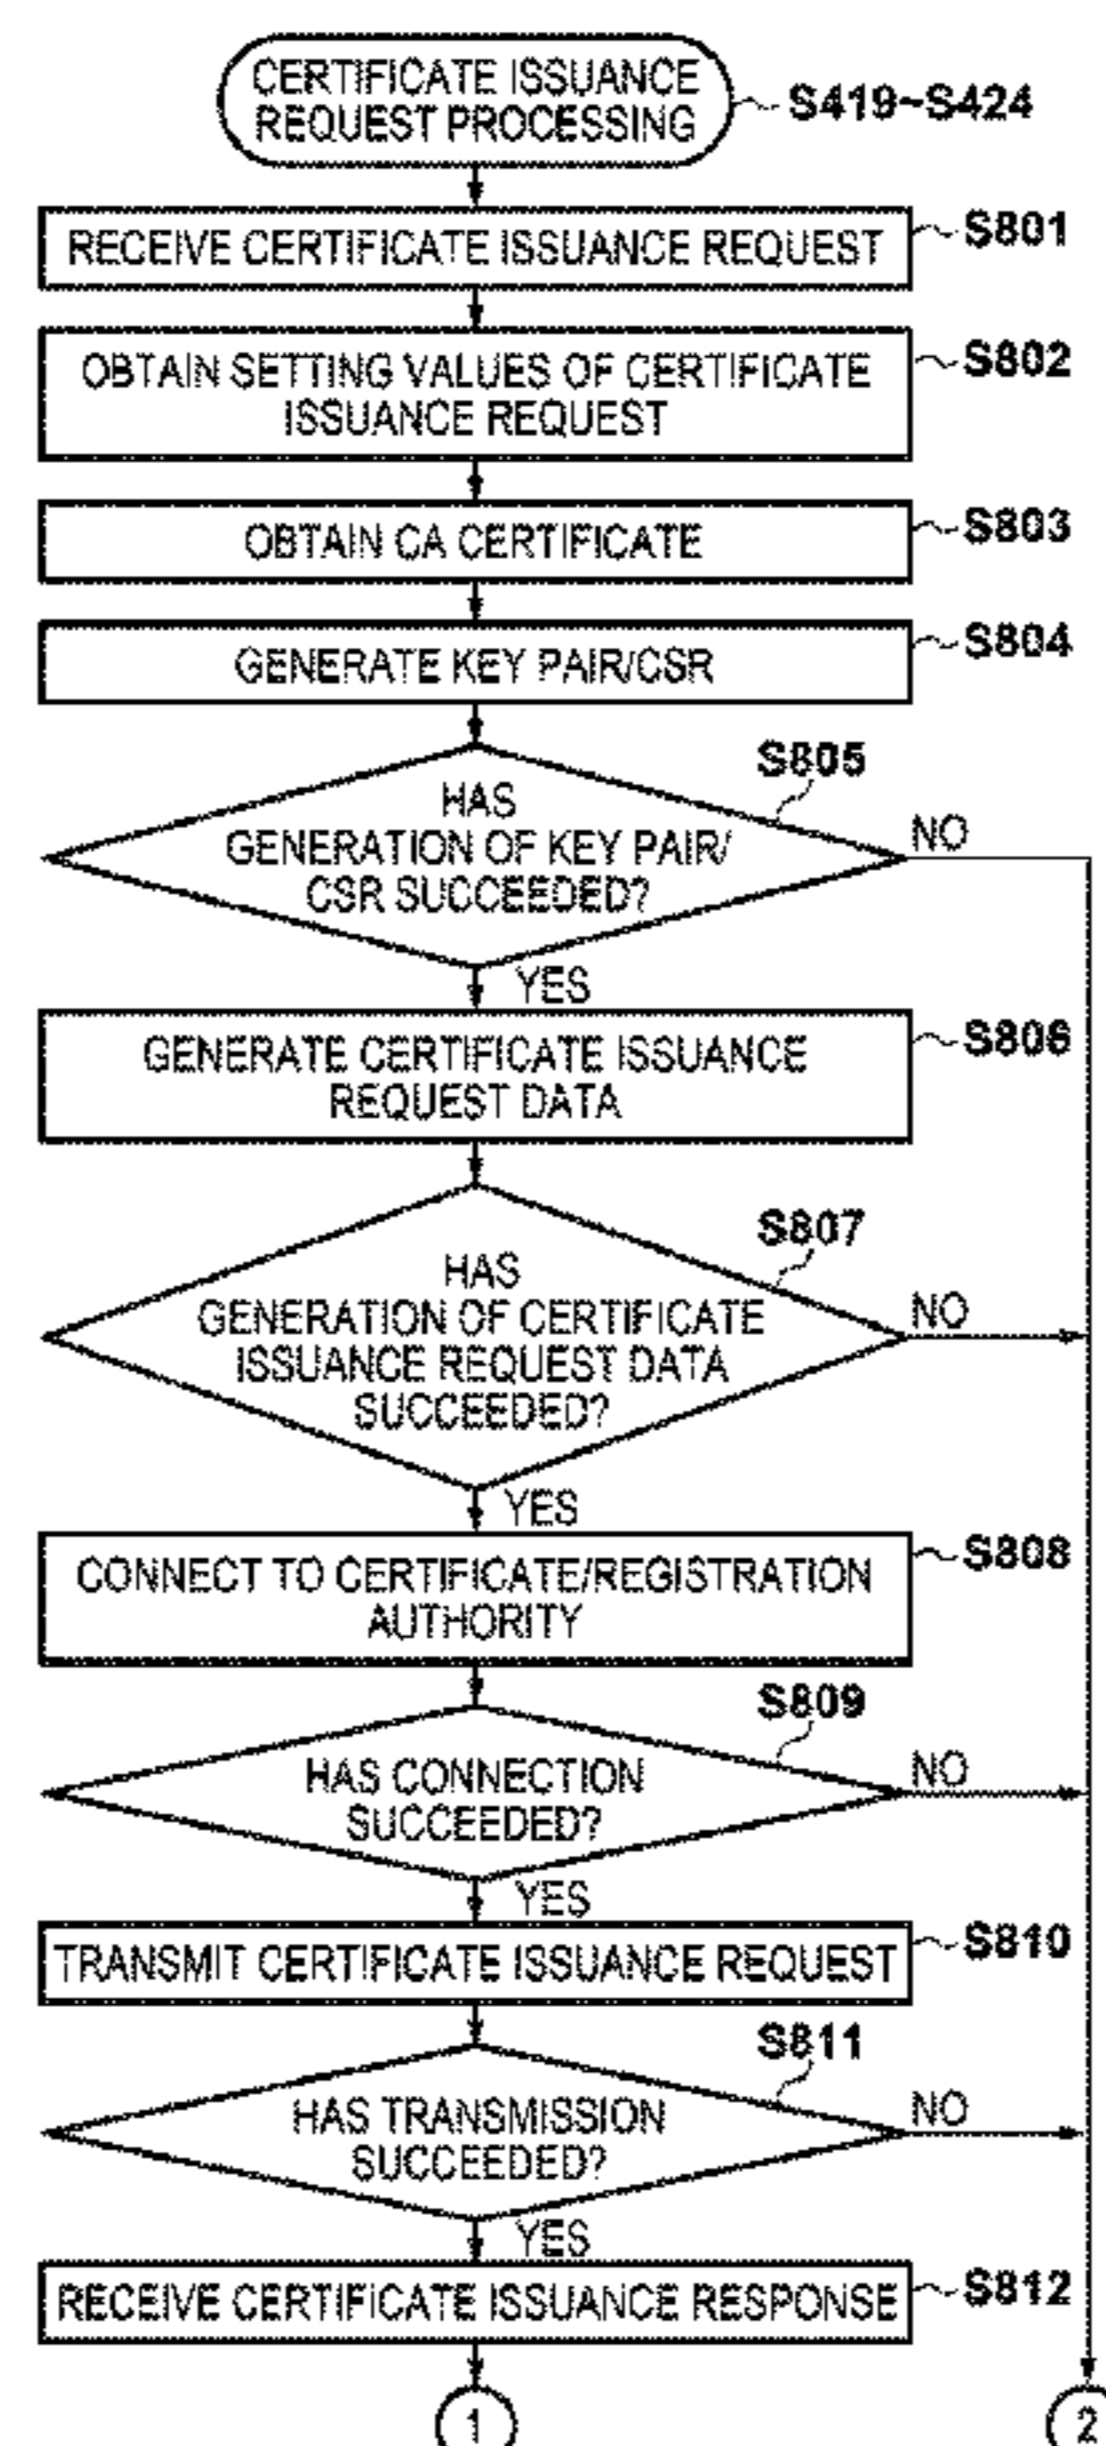 CERTIFICATE ISSUANCE
REQUEST PROCESSING
S419~S424
RECEIVE CERTIFICATE ISSUANCE REQUEST
S801
OBTAIN SETTING VALUES OF CERTIFICATE
ISSUANCE REQUEST
S802
OBTAIN CA CERTIFICATE
S803
GENERATE KEY PAIR/CSR
S804
S805
HAS
GENERATION OF KEY PAIR/
CSR SUCCEEDED?
NO
YES
GENERATE CERTIFICATE ISSUANCE
REQUEST DATA
S806
S807
HAS
GENERATION OF CERTIFICATE
ISSUANCE REQUEST DATA
SUCCEEDED?
NO
YES
CONNECT TO CERTIFICATE/REGISTRATION
AUTHORITY
S808
S809
HAS CONNECTION
SUCCEEDED?
NO
YES
TRANSMIT CERTIFICATE ISSUANCE REQUEST
S810
S811
HAS TRANSMISSION
SUCCEEDED?
NO
YES
RECEIVE CERTIFICATE ISSUANCE RESPONSE
S812
1
2